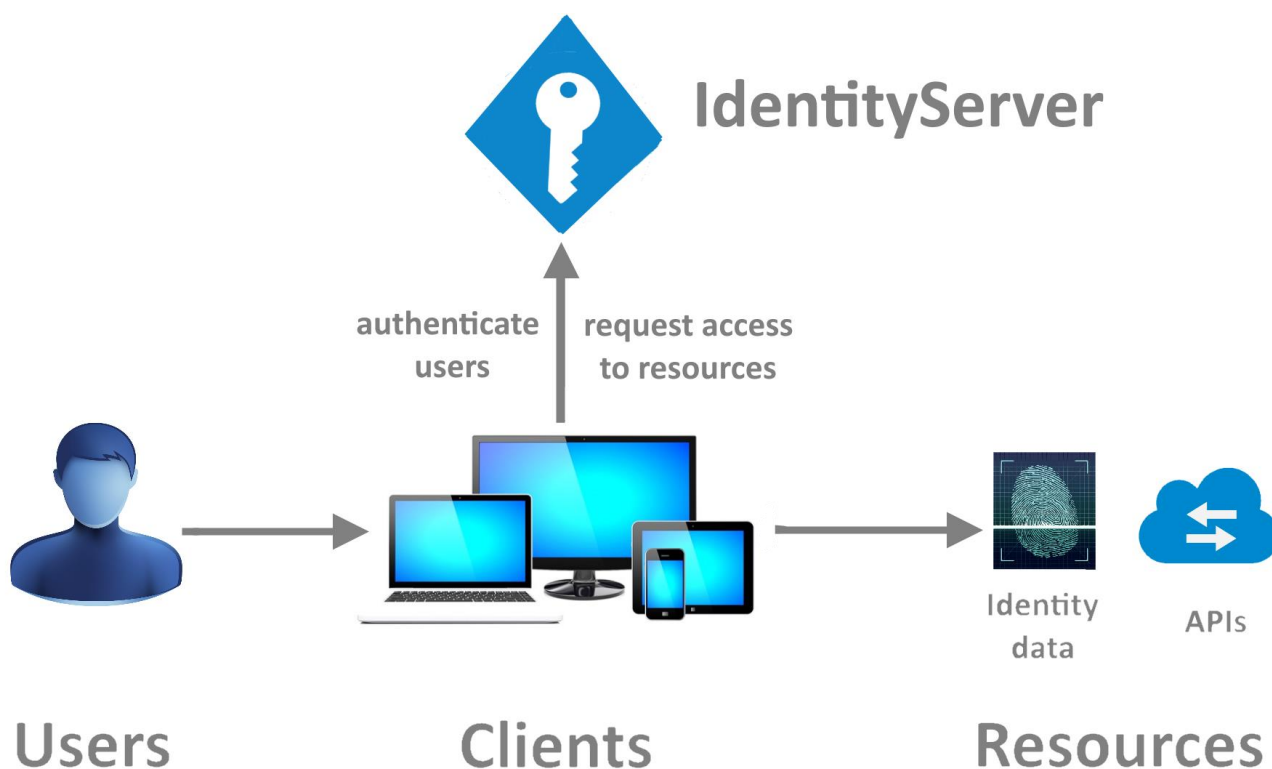 IdentityServer
authenticate
users
request access
to resources
Identity
data
APIs
Users
Clients
Resources